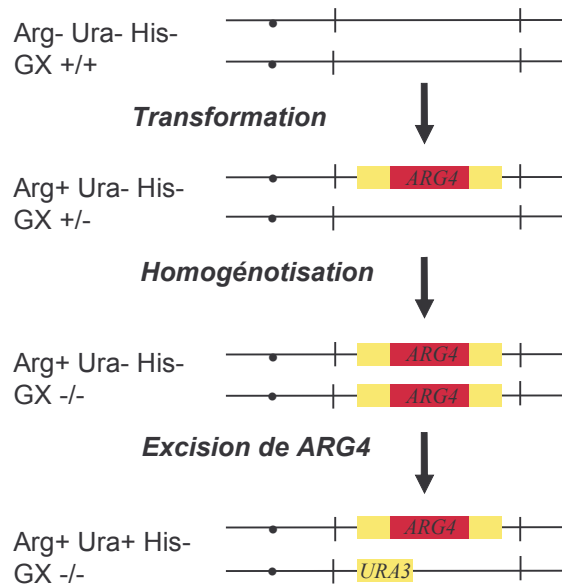 Arg- Ura- His-
GX +/+
Transformation
ARG4
Arg+ Ura- His-
GX +/-
Homogénotisation
ARG4
Arg+ Ura- His-
GX -/-
ARG4
Excision de ARG4
ARG4
Arg+ Ura+ His-
GX -/-
URA3